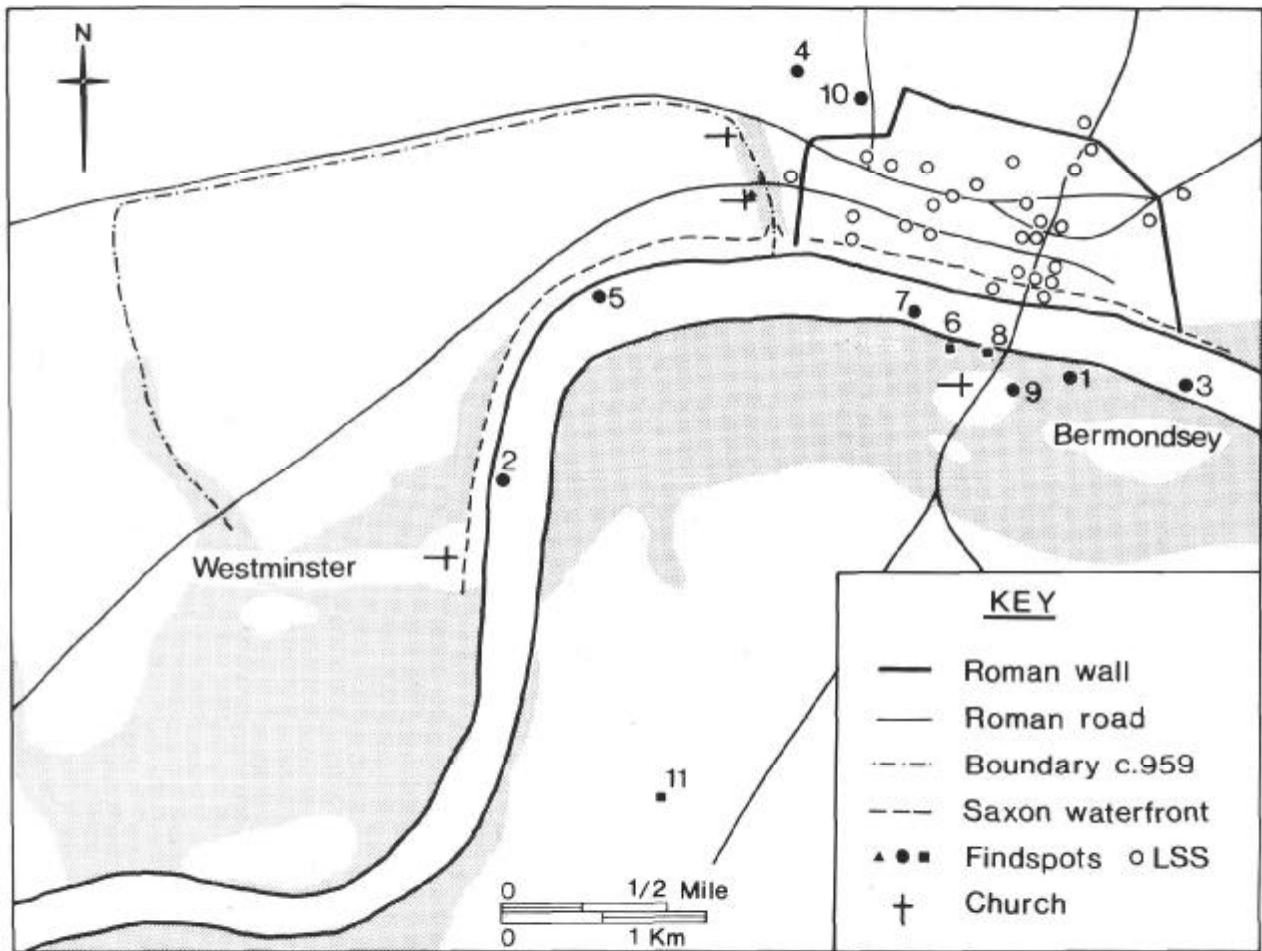 N
4
10
5
7
6
8
9
1
3
2
Bermondsey
Westminster
11
KEY
Roman wall
Roman road
Boundary c.959
Saxon waterfront
Findspots LSS
Church
0 1/2 Mile
0 1 Km